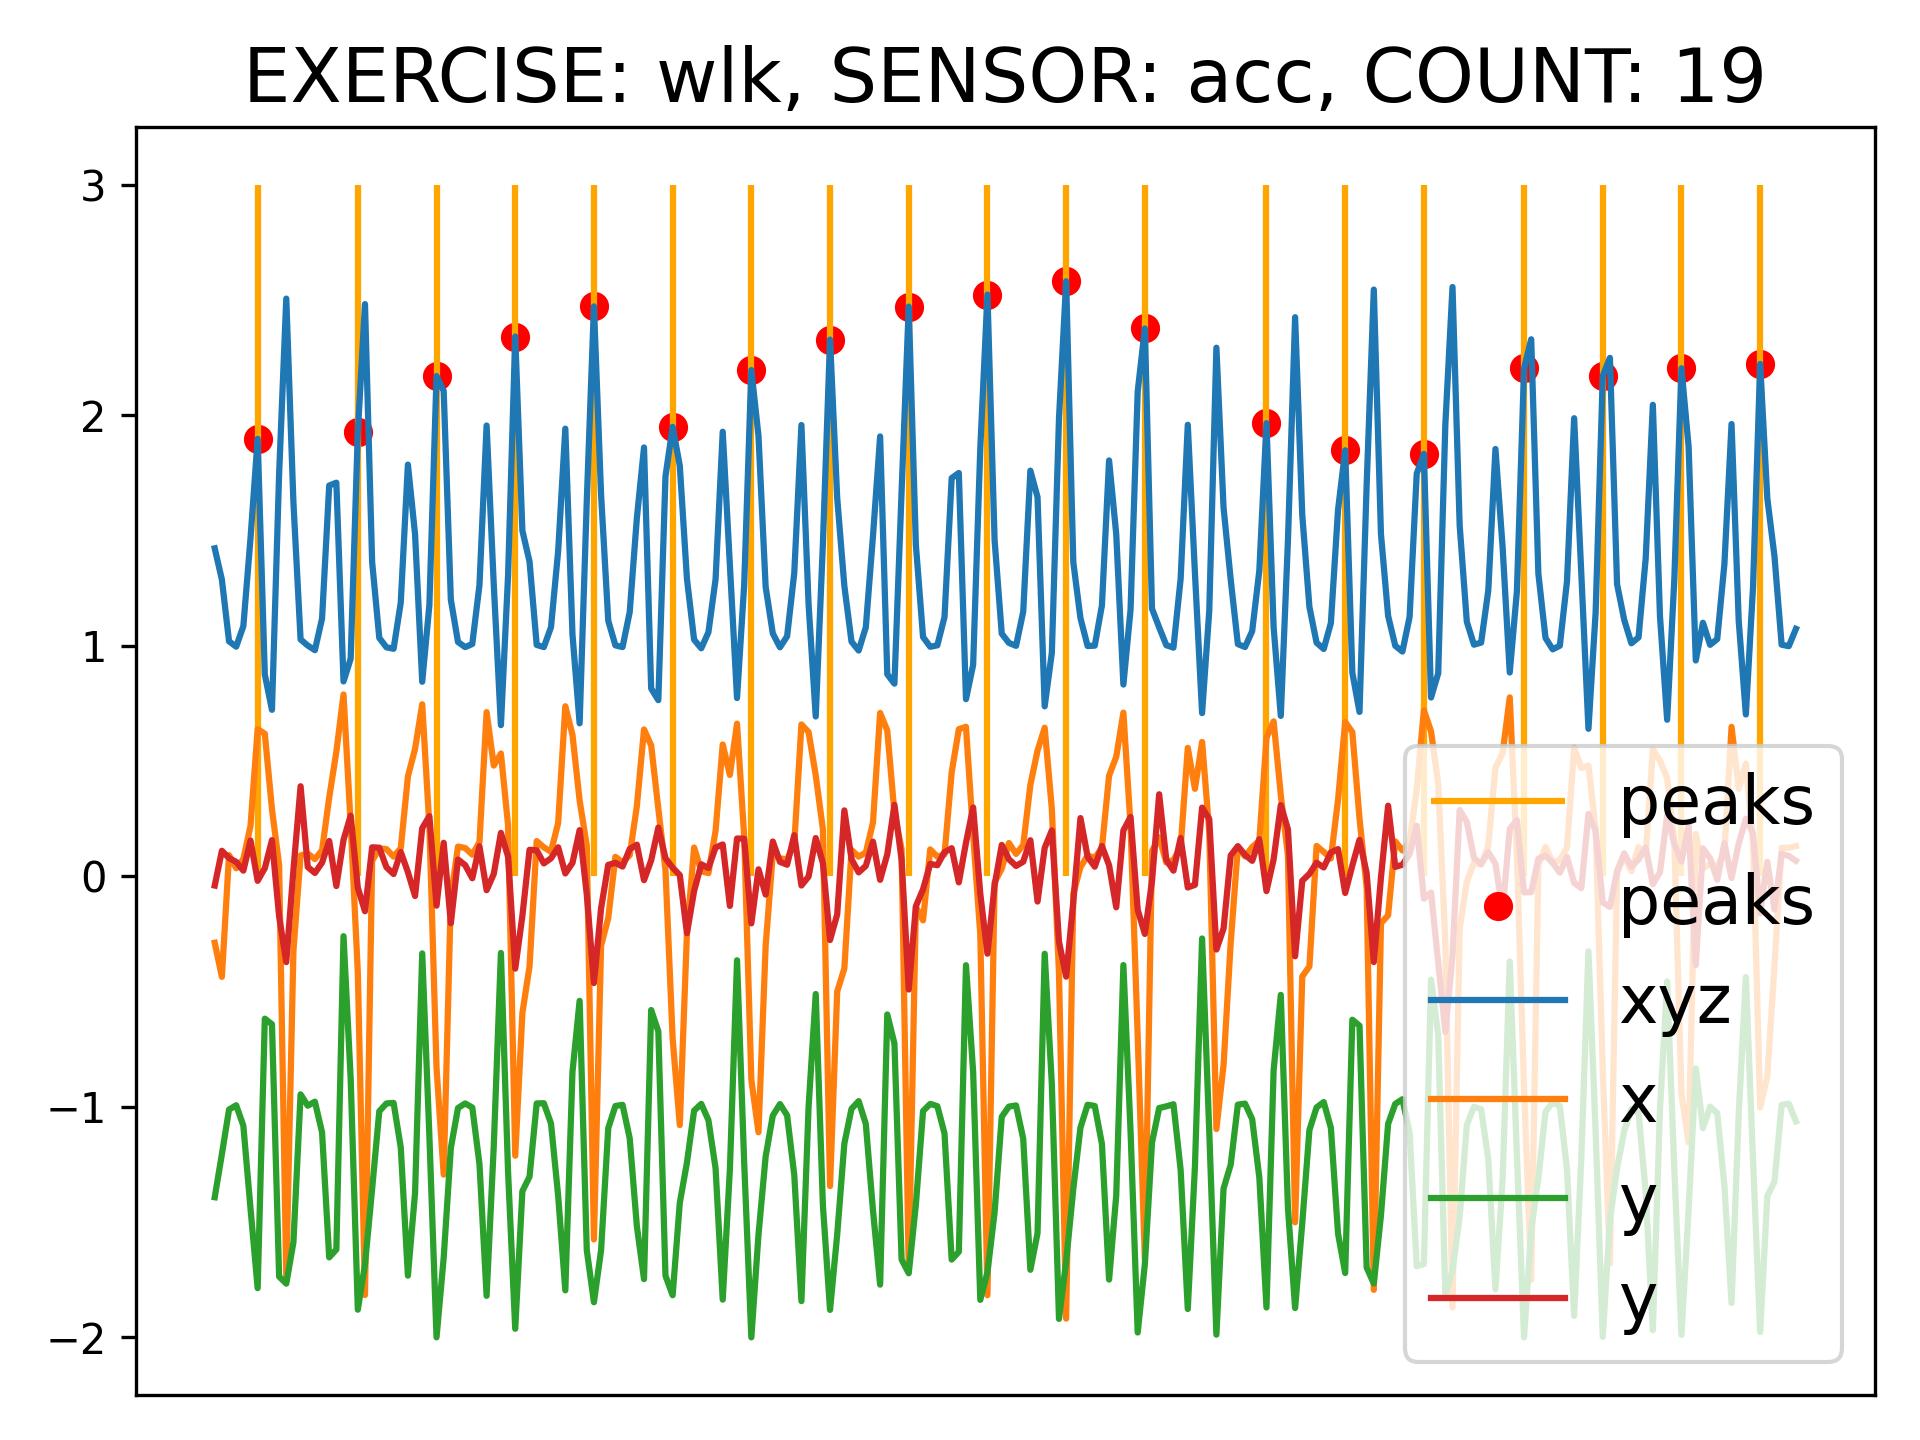 EXERCISE: wlk, SENSOR: acc, COUNT: 19
3
2
1
0
−1
−2
peaks
peaks
xyz
x
y
y